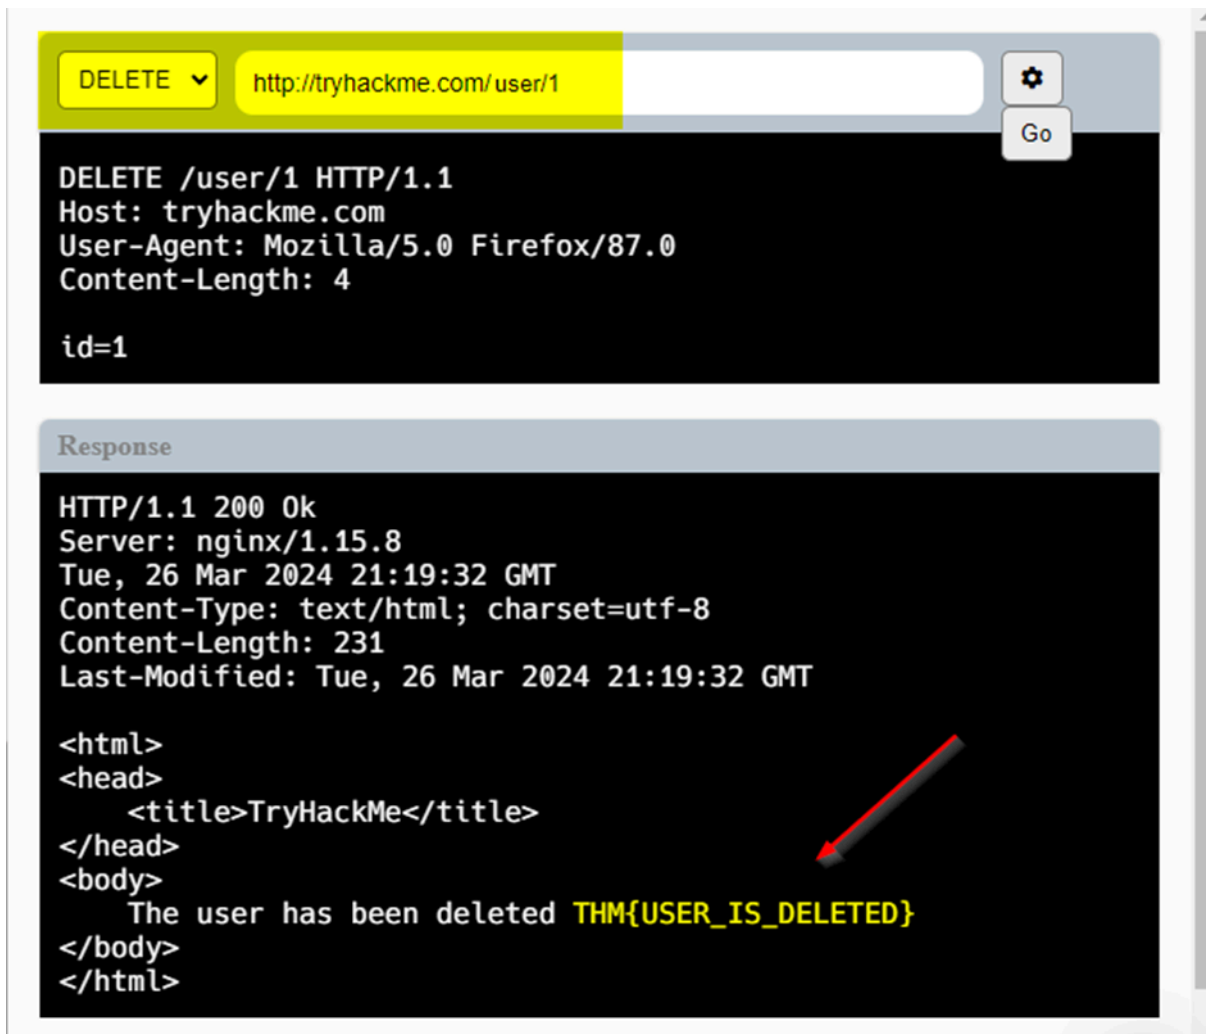 DELETE
http://tryhackme.com/user/1
Go
DELETE /user/1 HTTP/1.1
Host: tryhackme.com
User-Agent: Mozilla/5.0 Firefox/87.0
Content-Length: 4
id=1
Response
HTTP/1.1 200 Ok
Server: nginx/1.15.8
Tue, 26 Mar 2024 21:19:32 GMT
Content-Type: text/html; charset=utf-8
Content-Length: 231
Last-Modified: Tue, 26 Mar 2024 21:19:32 GMT
<html>
<head>
    <title>TryHackMe</title>
</head>
<body>
    The user has been deleted THM{USER_IS_DELETED}
</body>
</html>